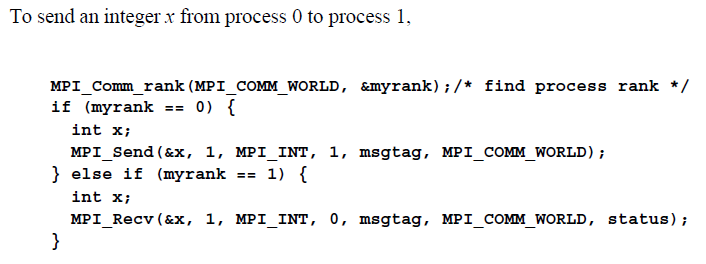 To send an integer x from process 0 to process 1,
MPI_Comm_rank(MPI_COMM_WORLD, &myrank);/* find process rank */
if (myrank == 0) {
  int x;
  MPI_Send(&x, 1, MPI_INT, 1, msgtag, MPI_COMM_WORLD);
} else if (myrank == 1) {
  int x;
  MPI_Recv(&x, 1, MPI_INT, 0, msgtag, MPI_COMM_WORLD, status);
}